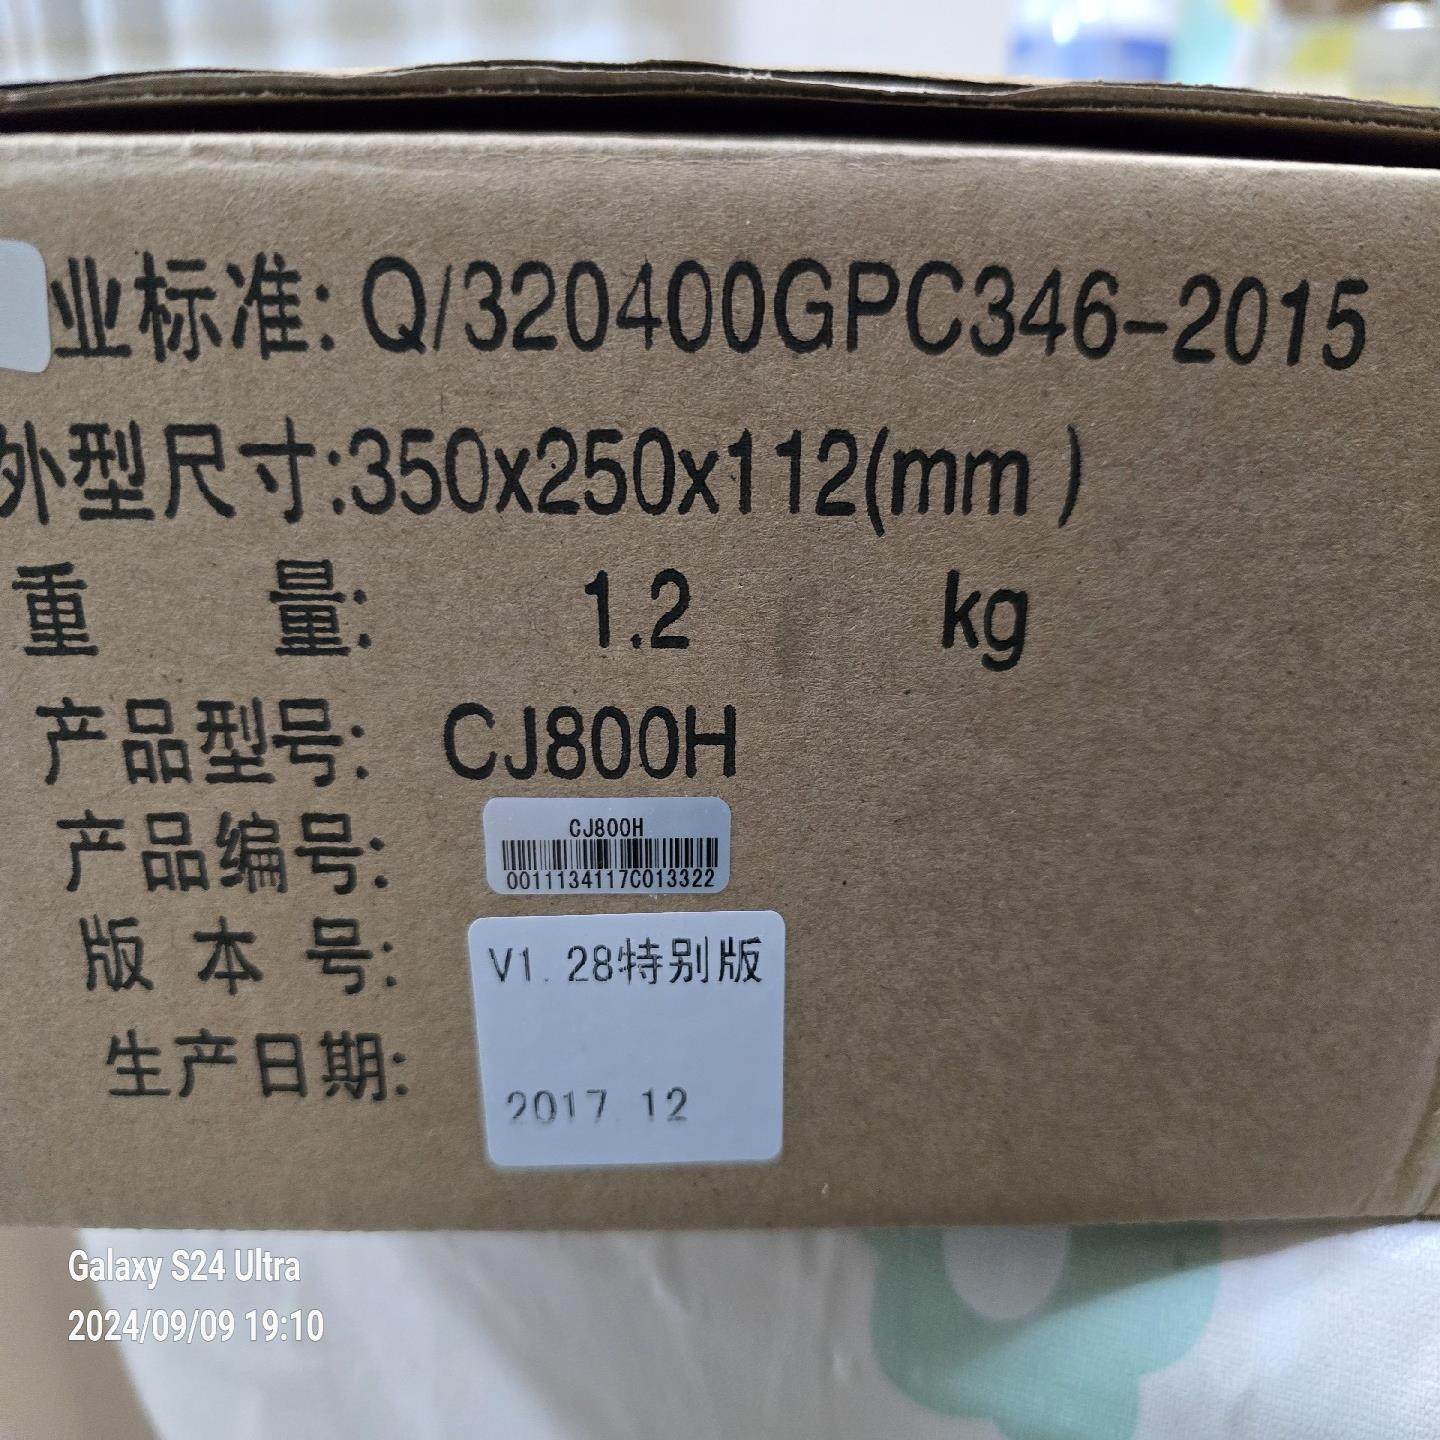 业标准: Q/320400GPC346-2015
外型尺寸:350x250x112(mm )
重 量: 1.2 kg
产品型号: CJ800H
产品编号:
CJ800H
0011134117C013322
版 本 号:
V1.28特别版
生产日期:
2017.12
Galaxy S24 Ultra
2024/09/09 19:10